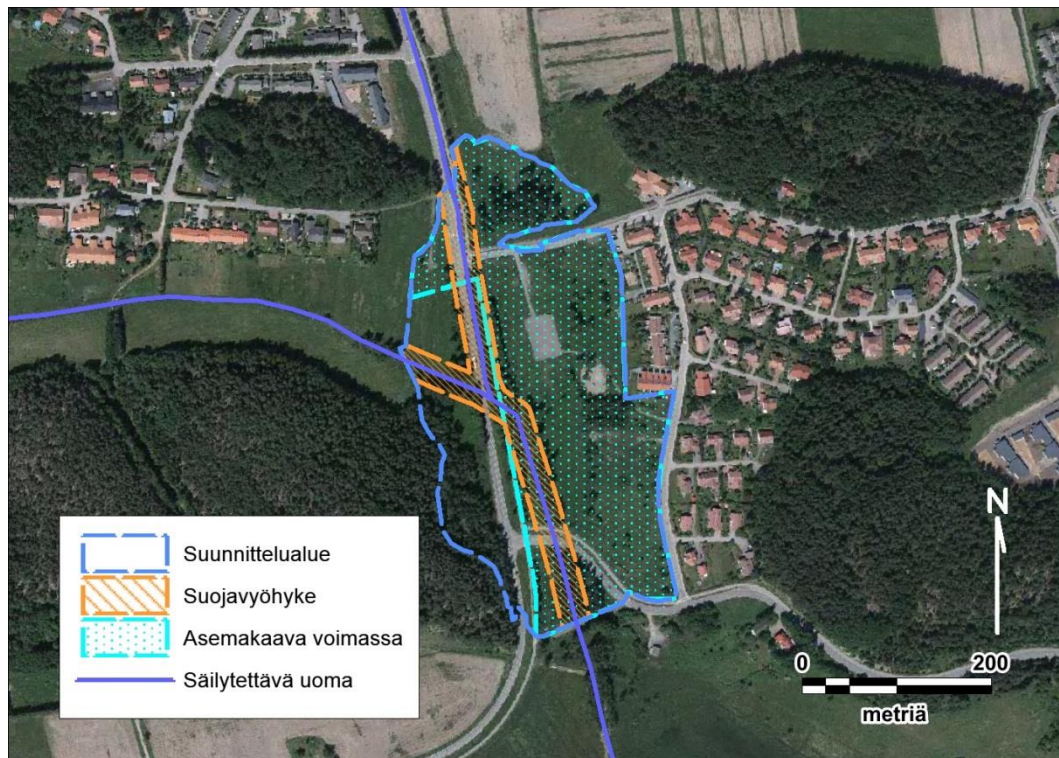 Suunnittelualue
Suojavyöhyke
Asemakaava voimassa
Säilytettävä uoma
N
0 200
metriä